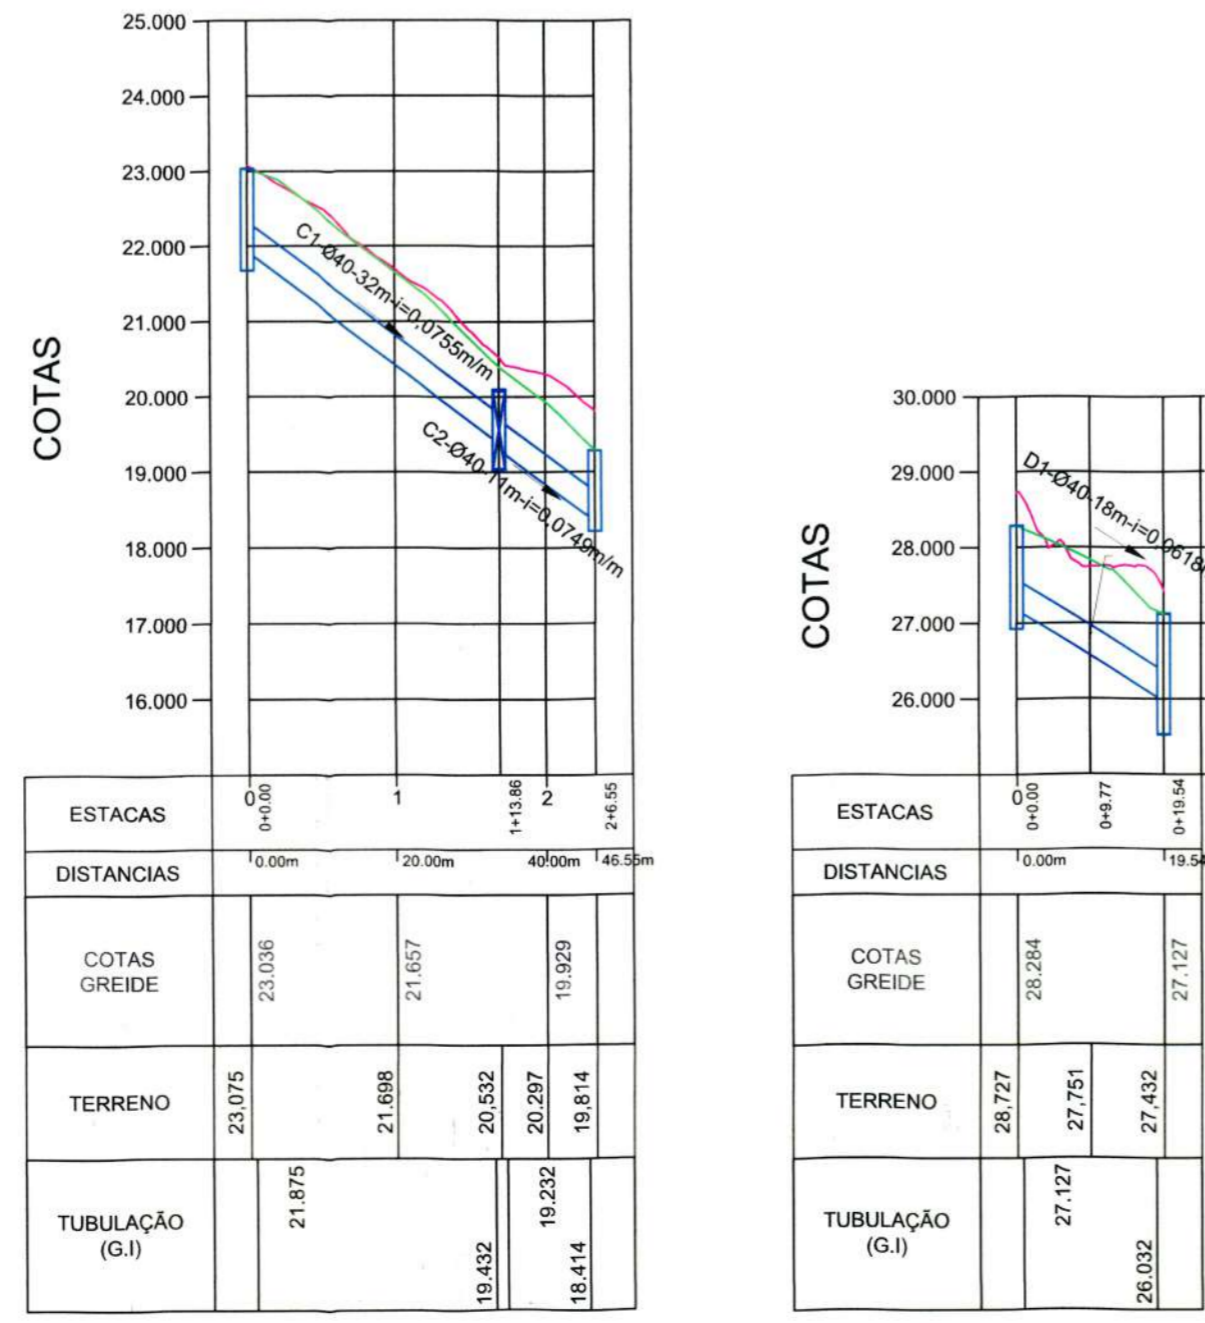 COTAS
25.000
24.000
23.000
22.000
21.000
20.000
19.000
18.000
17.000
16.000
C1-Ø40-32m-i=0,0755m/m
C2-Ø40-11m-i=0,0749m/m
ESTACAS
0
0+0.00
1
1+13.86
2
2+6.55
DISTANCIAS
0.00m
20.00m
40.00m
46.55m
COTAS
GREIDE
23.036
21.657
19.929
TERRENO
23,075
21.698
20,532
20.297
19,814
TUBULAÇÃO
(G.I)
21.875
19.432
19.232
18.414
COTAS
30.000
29.000
28.000
27.000
26.000
D1-Ø40-18m-i=0,0618
ESTACAS
0
0+0.00
0+9.77
0+19.54
DISTANCIAS
0.00m
19.54
COTAS
GREIDE
28.284
27.127
TERRENO
28,727
27,751
27,432
TUBULAÇÃO
(G.I)
27.127
26.032